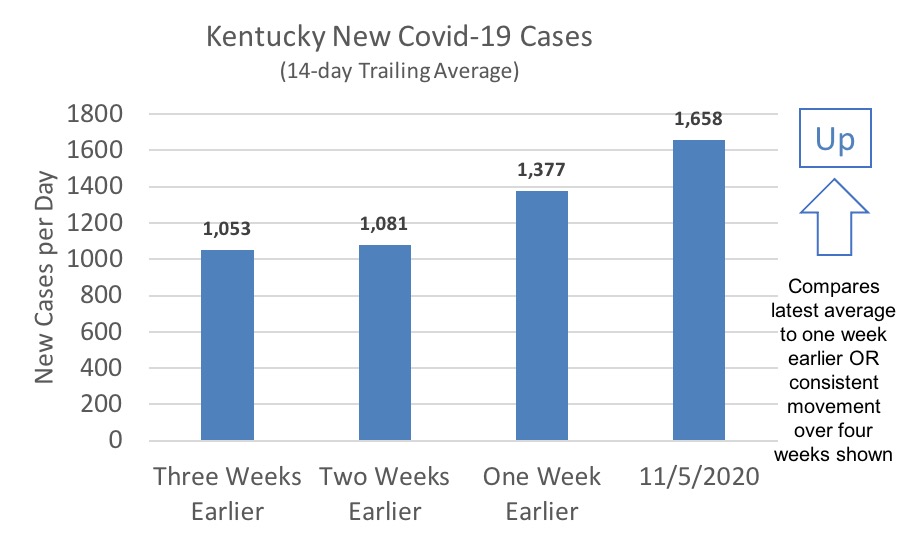 Kentucky New Covid-19 Cases
(14-day Trailing Average)
New Cases per Day
1800
1600
1400
1200
1000
800
600
400
200
0
1,053
1,081
1,377
1,658
Three Weeks
Earlier
Two Weeks
Earlier
One Week
Earlier
11/5/2020
Up
Compares
latest average
to one week
earlier OR
consistent
movement
over four
weeks shown